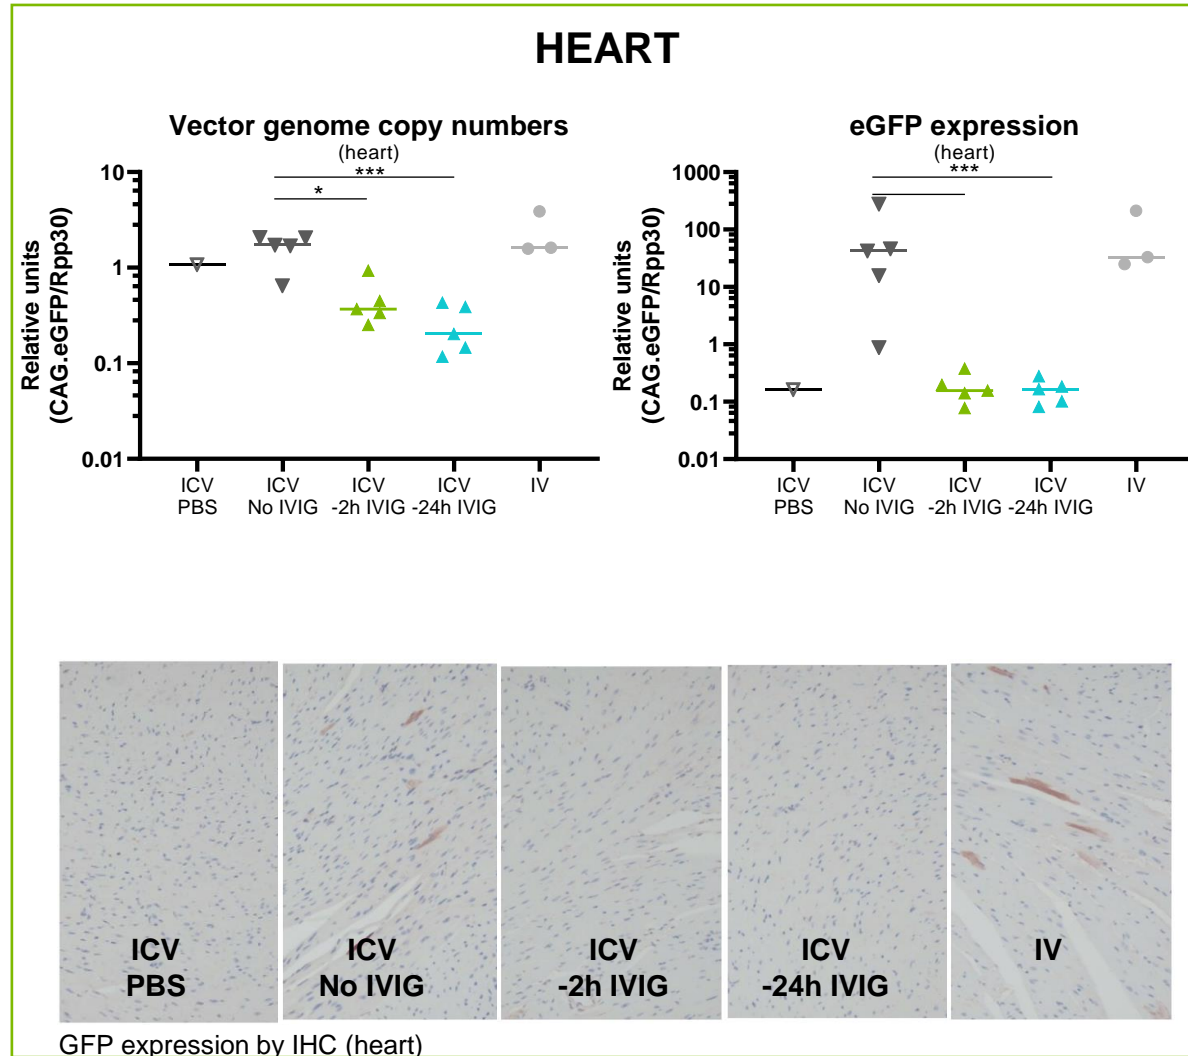 HEART
Vector genome copy numbers
(heart)
***
*
Relative units
(CAG.eGFP/Rpp30)
10
1
0.1
0.01
ICV
PBS
ICV
No IVIG
ICV
-2h IVIG
ICV
-24h IVIG
IV
eGFP expression
(heart)
***
Relative units
(CAG.eGFP/Rpp30)
1000
100
10
1
0.1
0.01
ICV
PBS
ICV
No IVIG
ICV
-2h IVIG
ICV
-24h IVIG
IV
ICV
PBS
ICV
No IVIG
ICV
-2h IVIG
ICV
-24h IVIG
IV
GFP expression by IHC (heart)